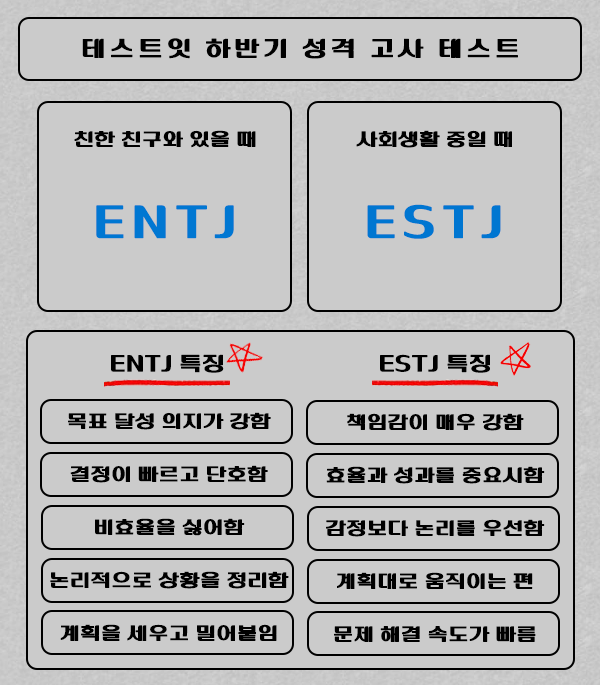 테스트잇 하반기 성격 고사 테스트
친한 친구와 있을 때
ENTJ
사회생활 중일 때
ESTJ
ENTJ 특징
목표 달성 의지가 강함
결정이 빠르고 단호함
비효율을 싫어함
논리적으로 상황을 정리함
계획을 세우고 밀어붙임
ESTJ 특징
책임감이 매우 강함
효율과 성과를 중요시함
감정보다 논리를 우선함
계획대로 움직이는 편
문제 해결 속도가 빠름